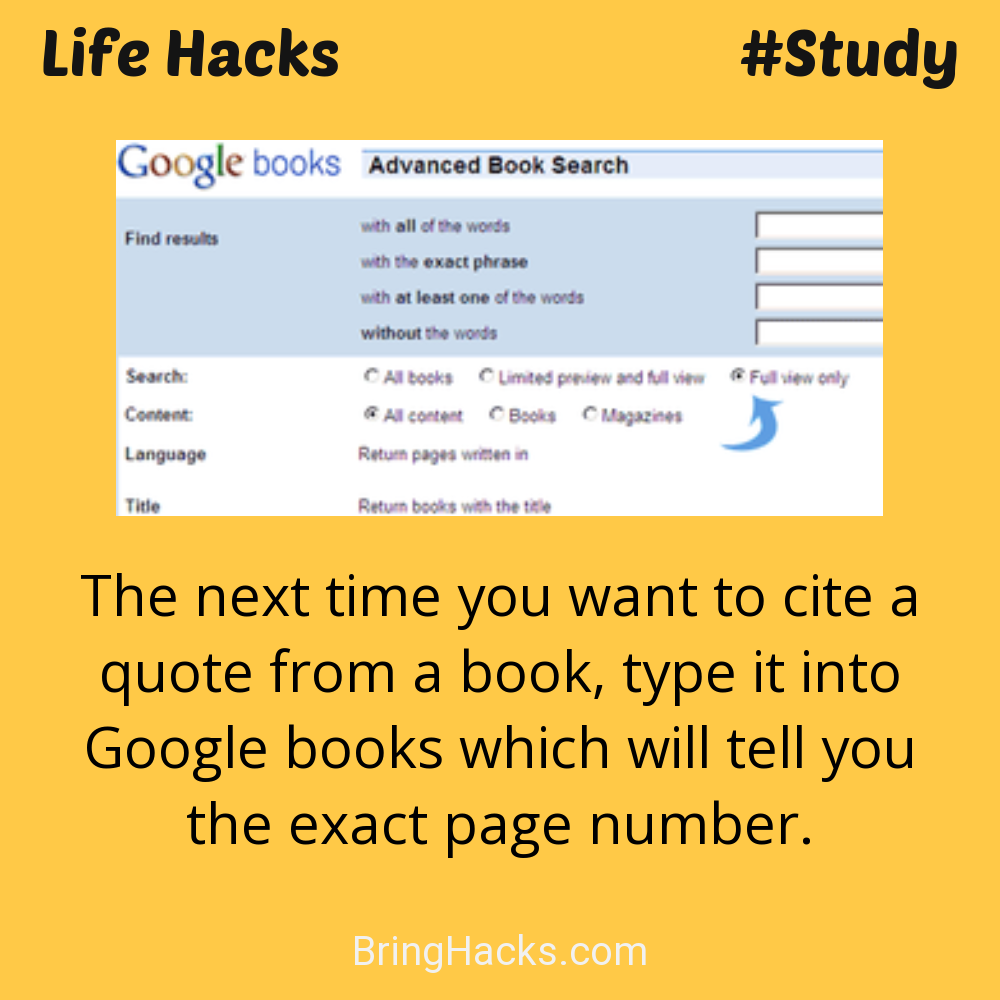 Life Hacks #Study
Google books Advanced Book Search
Find results
with all of the words
with the exact phrase
with at least one of the words
without the words
Search: All books Limited preview and full view Full view only
Content: All content Books Magazines
Language Return pages written in
Title Return books with the title
The next time you want to cite a
quote from a book, type it into
Google books which will tell you
the exact page number.
BringHacks.com